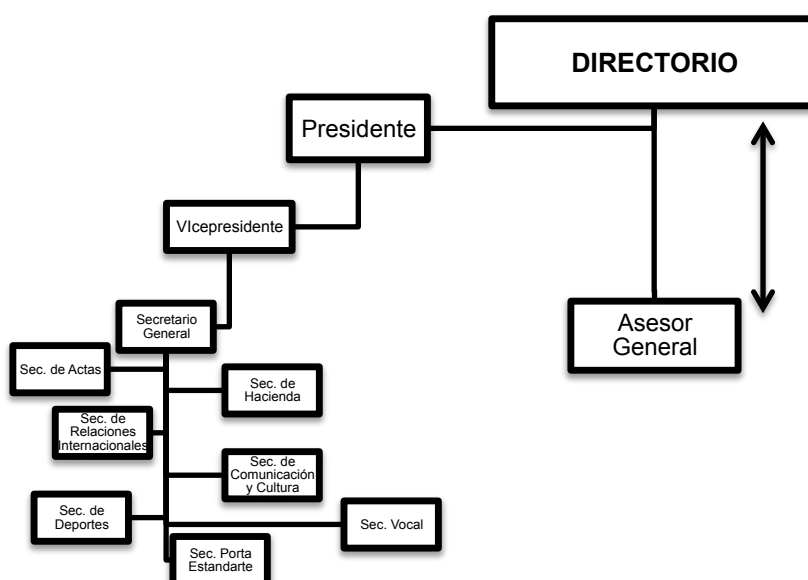 DIRECTORIO
Presidente
VIcepresidente
Secretario
General
Asesor
General
Sec. de Actas
Sec. de
Hacienda
Sec. de
Relaciones
Internacionales
Sec. de
Comunicación
y Cultura
Sec. de
Deportes
Sec. Vocal
Sec. Porta
Estandarte